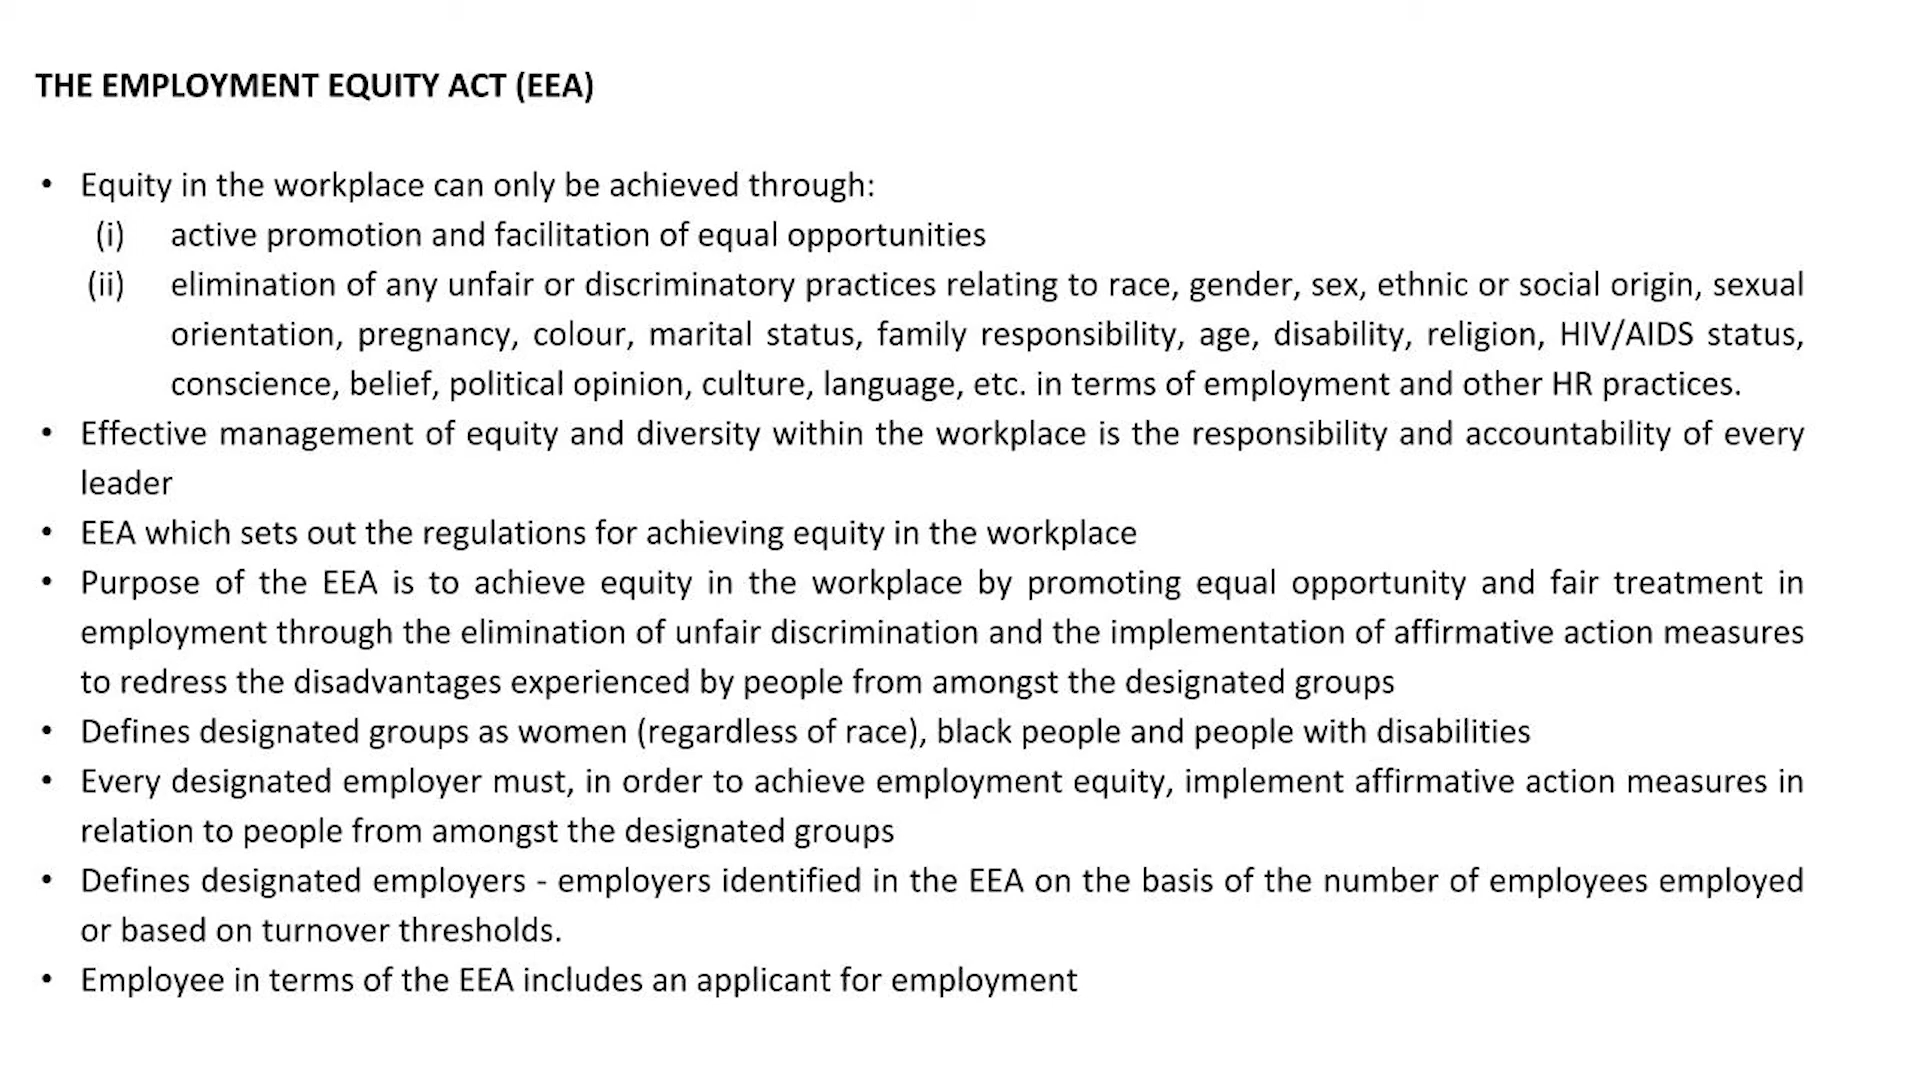 THE EMPLOYMENT EQUITY ACT (EEA)
• Equity in the workplace can only be achieved through:
(i) active promotion and facilitation of equal opportunities
(ii) elimination of any unfair or discriminatory practices relating to race, gender, sex, ethnic or social origin, sexual
orientation, pregnancy, colour, marital status, family responsibility, age, disability, religion, HIV/AIDS status,
conscience, belief, political opinion, culture, language, etc. in terms of employment and other HR practices.
• Effective management of equity and diversity within the workplace is the responsibility and accountability of every
leader
• EEA which sets out the regulations for achieving equity in the workplace
• Purpose of the EEA is to achieve equity in the workplace by promoting equal opportunity and fair treatment in
employment through the elimination of unfair discrimination and the implementation of affirmative action measures
to redress the disadvantages experienced by people from amongst the designated groups
• Defines designated groups as women (regardless of race), black people and people with disabilities
• Every designated employer must, in order to achieve employment equity, implement affirmative action measures in
relation to people from amongst the designated groups
• Defines designated employers - employers identified in the EEA on the basis of the number of employees employed
or based on turnover thresholds.
• Employee in terms of the EEA includes an applicant for employment